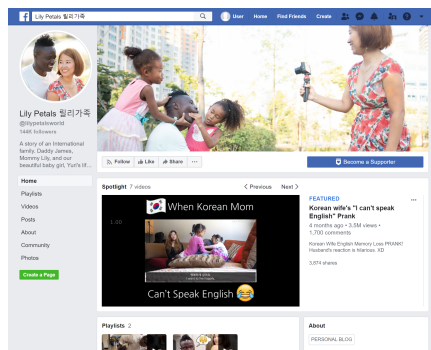 Lily Petals 릴리가족
User
Home
Find Friends
Create
Lily Petals 릴리가족
@lilypetalsworld
144K followers
A story of an International
family. Daddy James,
Mommy Lily, and our
beautiful baby girl, Yuri's lif...
Home
Playlists
Videos
Posts
About
Community
Photos
Create a Page
Follow
Like
Share
Become a Supporter
Spotlight 7 videos
Previous
Next
When Korean Mom
Can't Speak English
FEATURED
Korean wife's "I can't speak
English" Prank
4 months ago • 3.5M views •
1,700 comments
Korean Wife English Memory Loss PRANK!!
Husband's reaction is hilarious. XD
3,874 shares
Playlists 2
About
PERSONAL BLOG